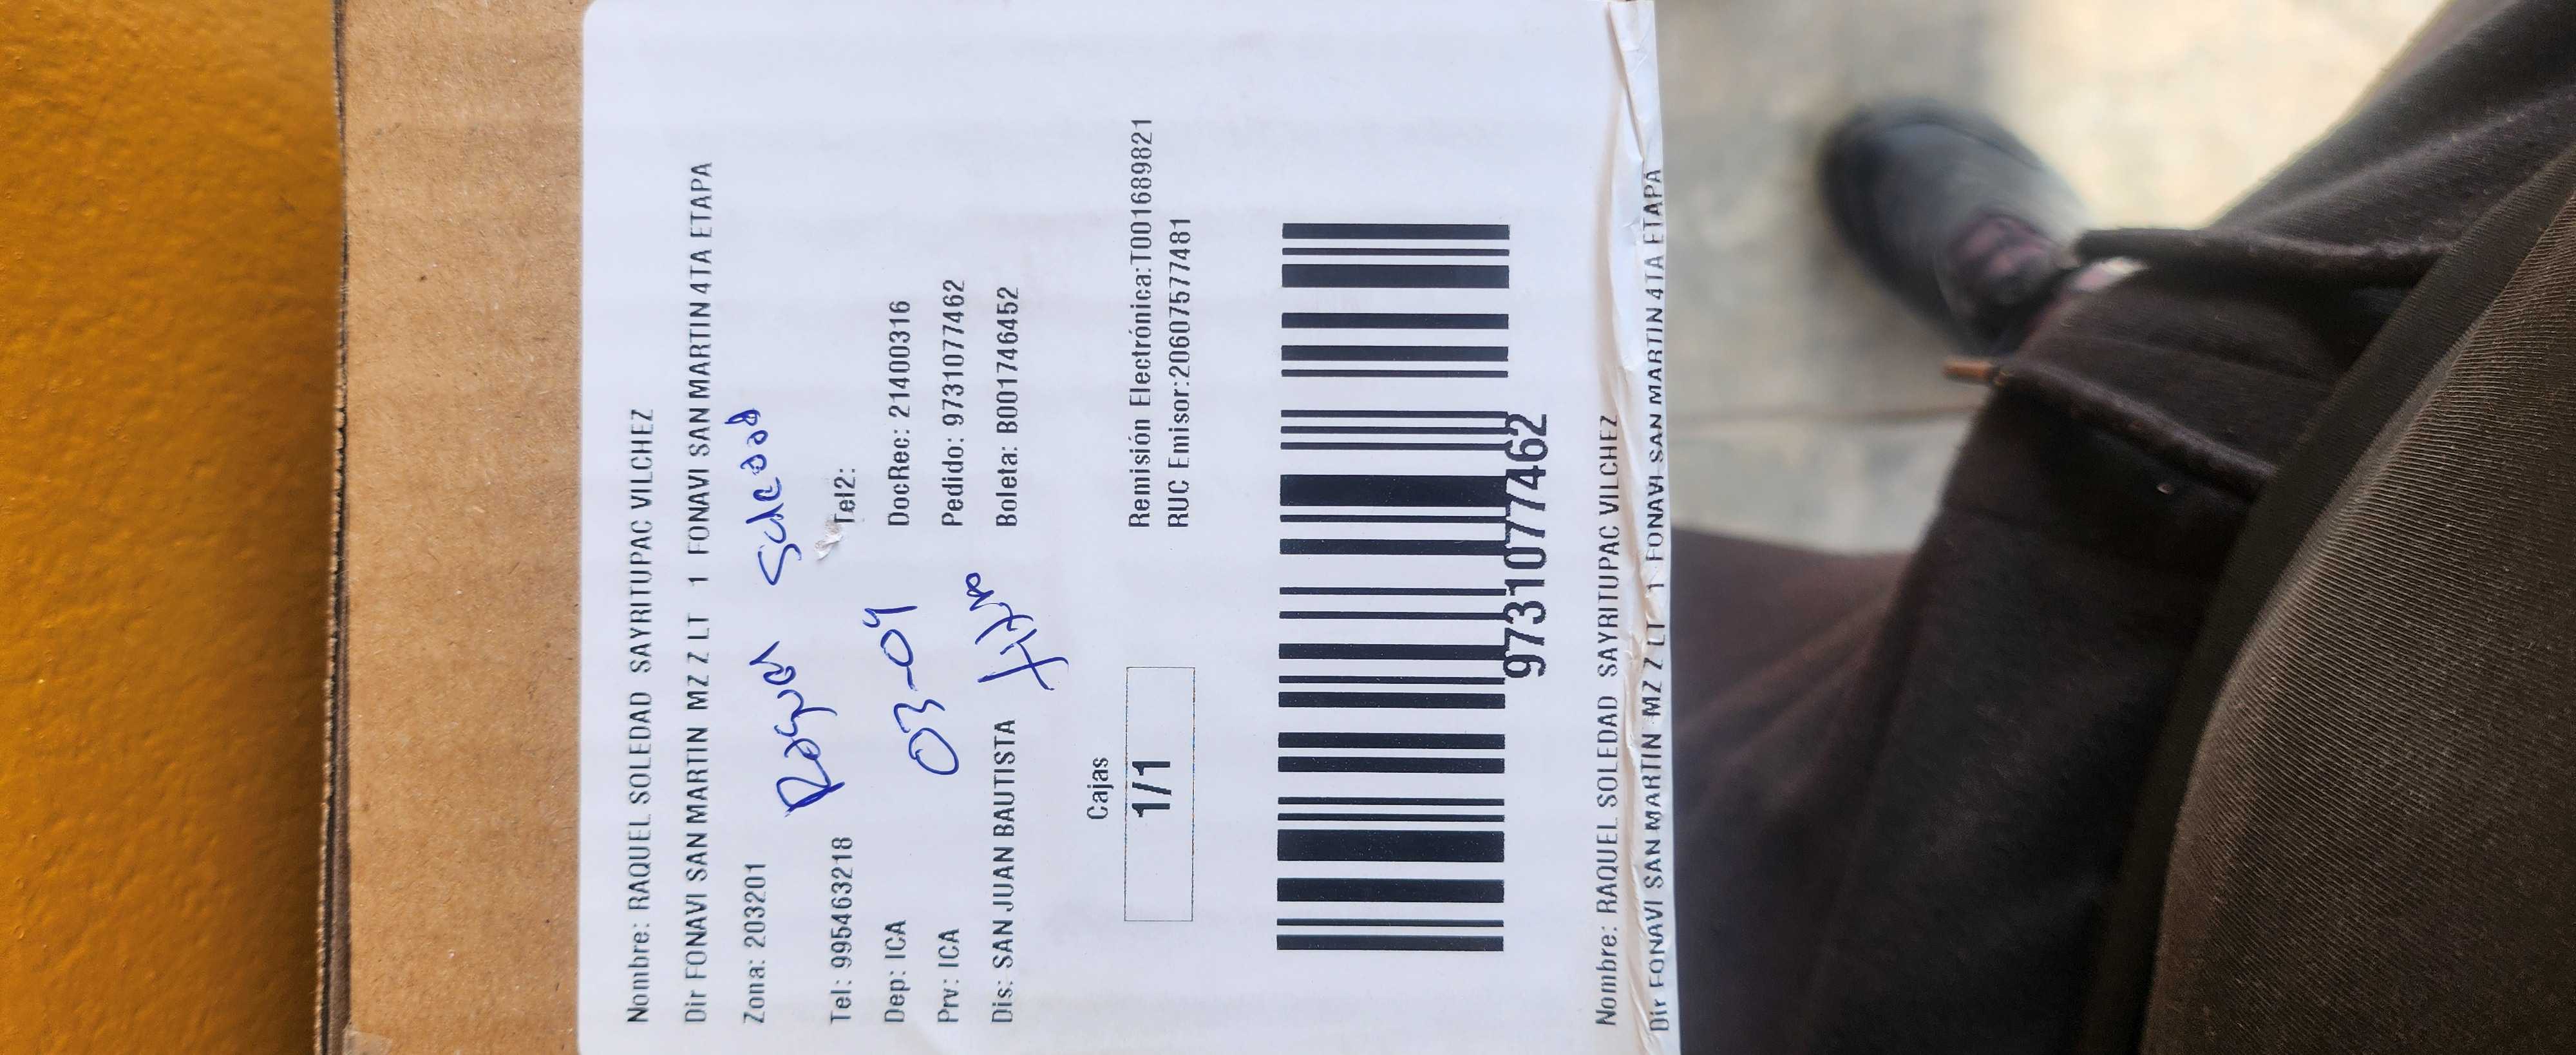 Nombre: RAQUEL SOLEDAD SAYRITUPAC VILCHEZ
Dir FONAVI SAN MARTIN MZ Z LT 1 FONAVI SAN MARTIN 4TA ETAPA
Zona: 203201
Tel: 995463218 Tel2:
Dep: ICA DocRec: 21400316
03-04
Prv: ICA Pedido: 9731077462
Dis: SAN JUAN BAUTISTA Boleta: B001746452
Cajas
1/1
Remisión Electrónica:T001689821
RUC Emisor:20607577481
9731077462
Nombre: RAQUEL SOLEDAD SAYRITUPAC VILCHEZ
Dir FONAVI SAN MARTIN MZ Z LT 1 FONAVI SAN MARTIN 4TA ETAPA